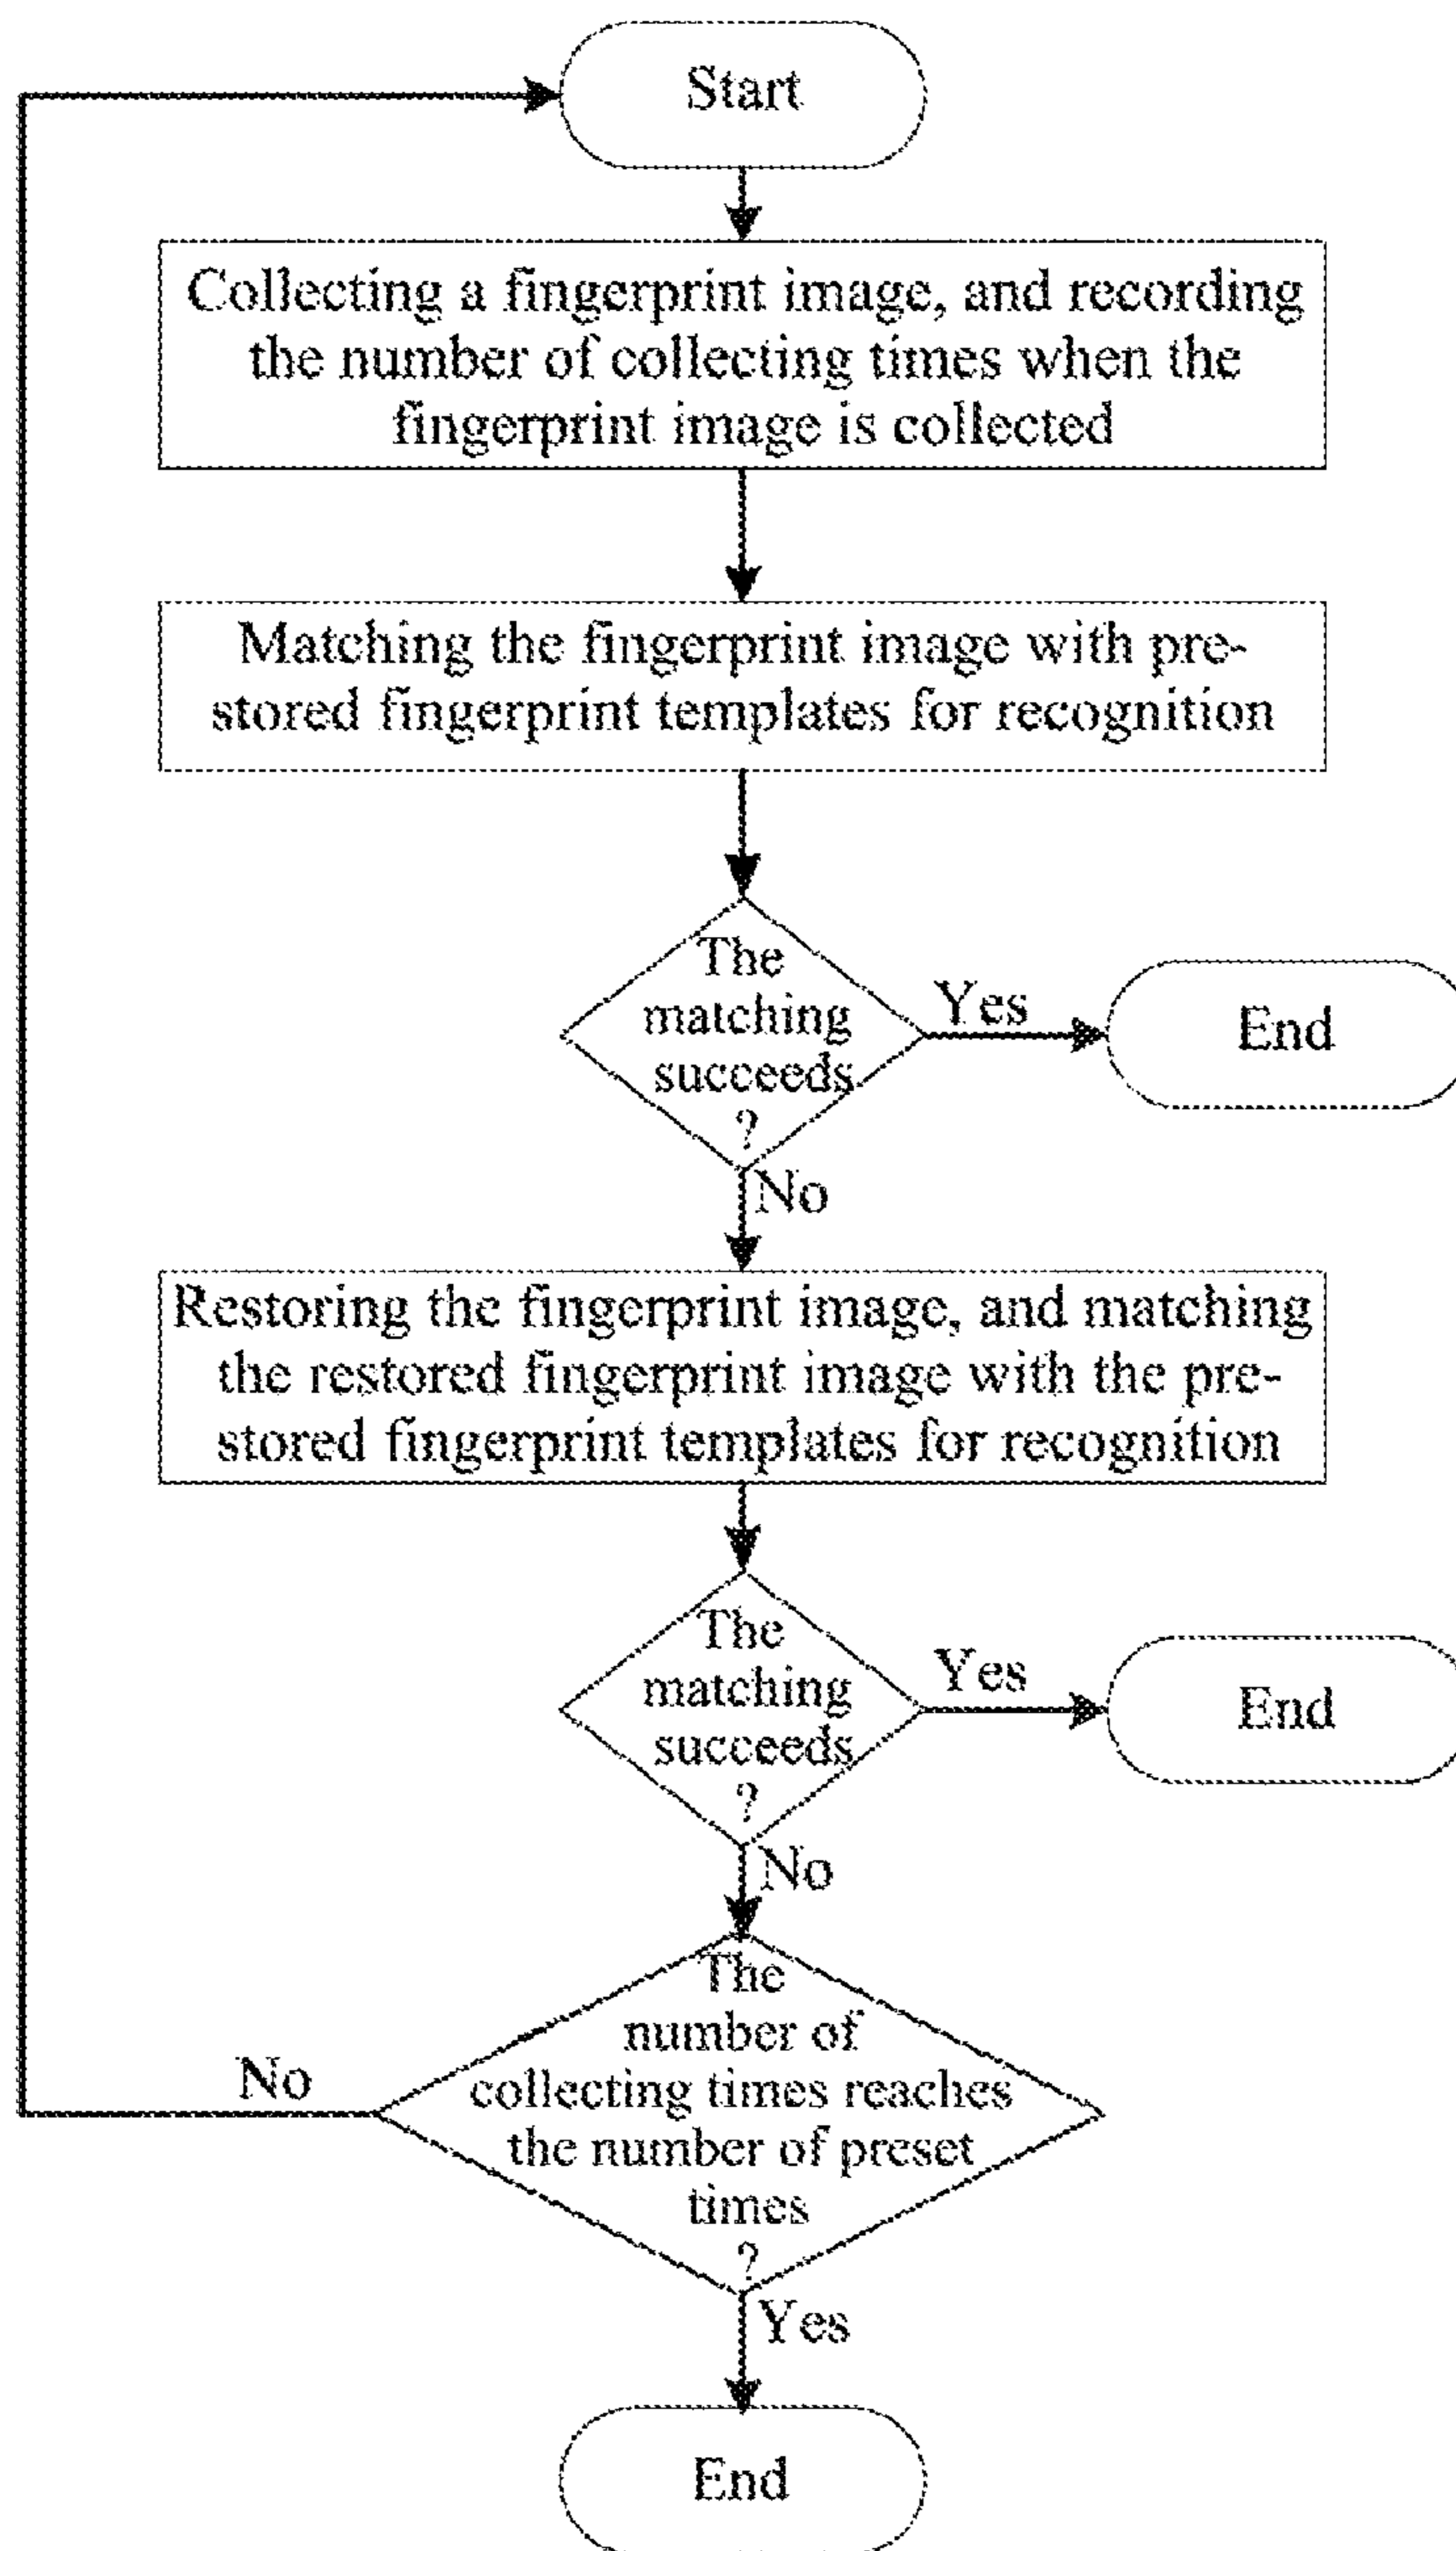 Start
Collecting a fingerprint image, and recording
the number of collecting times when the
fingerprint image is collected
Matching the fingerprint image with pre-
stored fingerprint templates for recognition
The
matching
succeeds
?
Yes
End
No
Restoring the fingerprint image, and matching
the restored fingerprint image with the pre-
stored fingerprint templates for recognition
The
matching
succeeds
?
Yes
End
No
The
number of
collecting times reaches
the number of preset
times
?
No
Yes
End